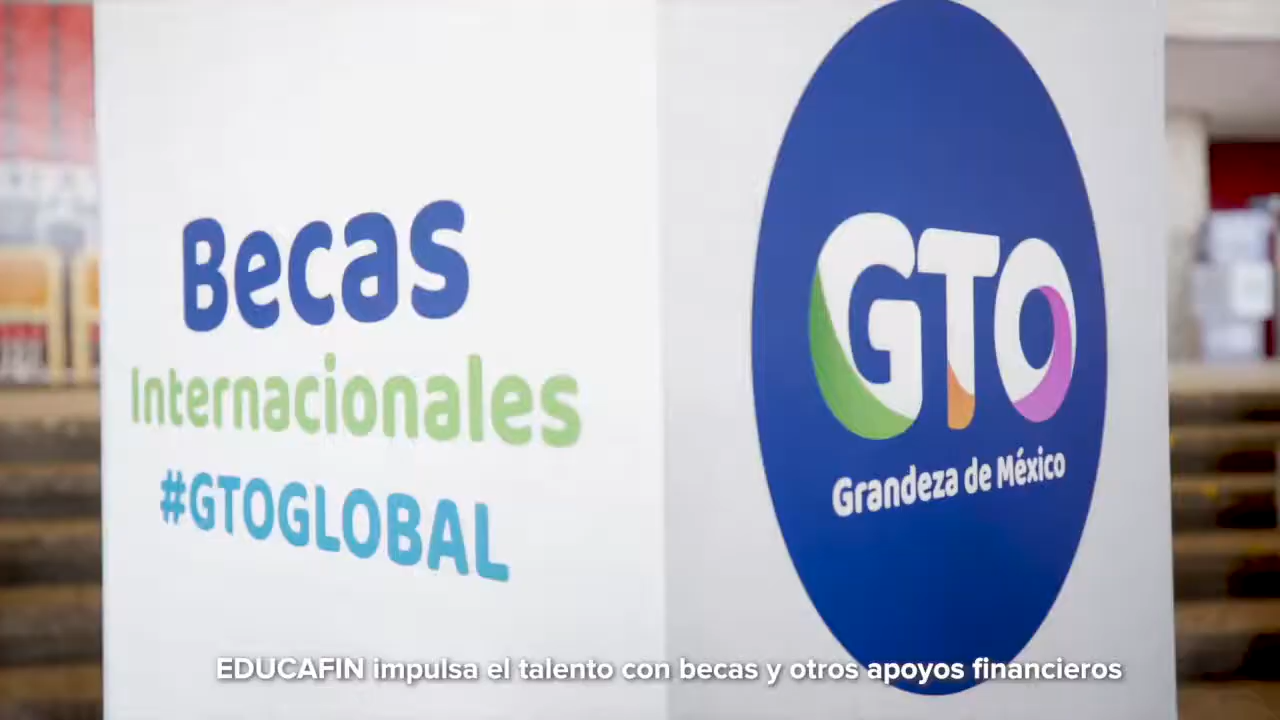 Becas
Internacionales
#GTOGLOBAL
GTO
Grandeza de México
EDUCAFIN impulsa el talento con becas y otros apoyos financieros